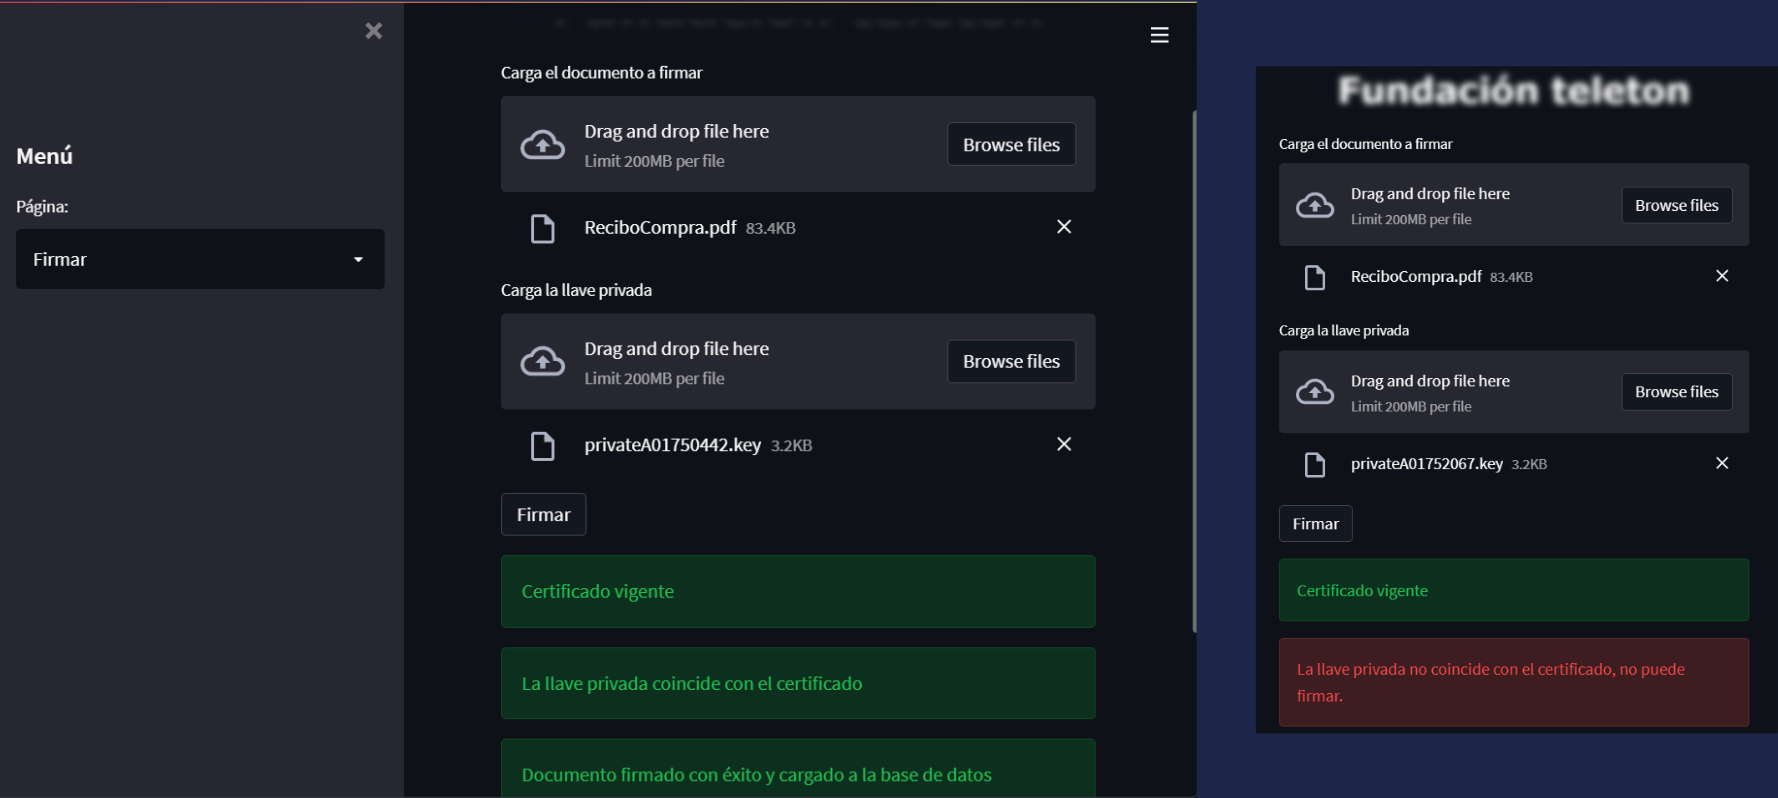 Menú
Página:
Firmar
Carga el documento a firmar
Drag and drop file here
Limit 200MB per file
Browse files
ReciboCompra.pdf 83.4KB
Carga la llave privada
Drag and drop file here
Limit 200MB per file
Browse files
privateA01750442.key 3.2KB
Firmar
Certificado vigente
La llave privada coincide con el certificado
Documento firmado con éxito y cargado a la base de datos
Fundación teleton
Carga el documento a firmar
Drag and drop file here
Limit 200MB per file
Browse files
ReciboCompra.pdf 83.4KB
Carga la llave privada
Drag and drop file here
Limit 200MB per file
Browse files
privateA01752067.key 3.2KB
Firmar
Certificado vigente
La llave privada no coincide con el certificado, no puede
firmar.